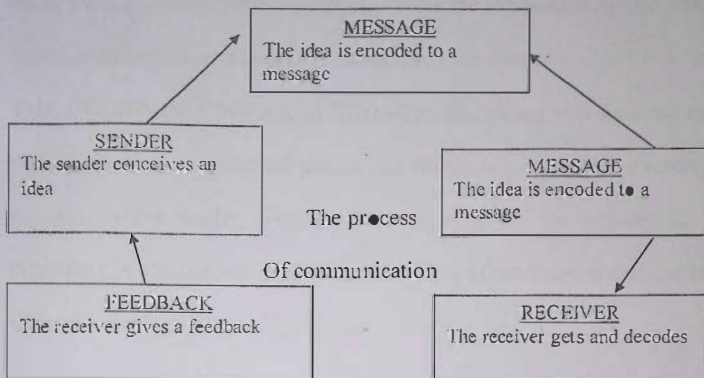 MESSAGE
The idea is encoded to a
message
SENDER
The sender conceives an
idea
MESSAGE
The idea is encoded to a
message
The process
Of communication
FEEDBACK
The receiver gives a feedback
RECEIVER
The receiver gets and decodes